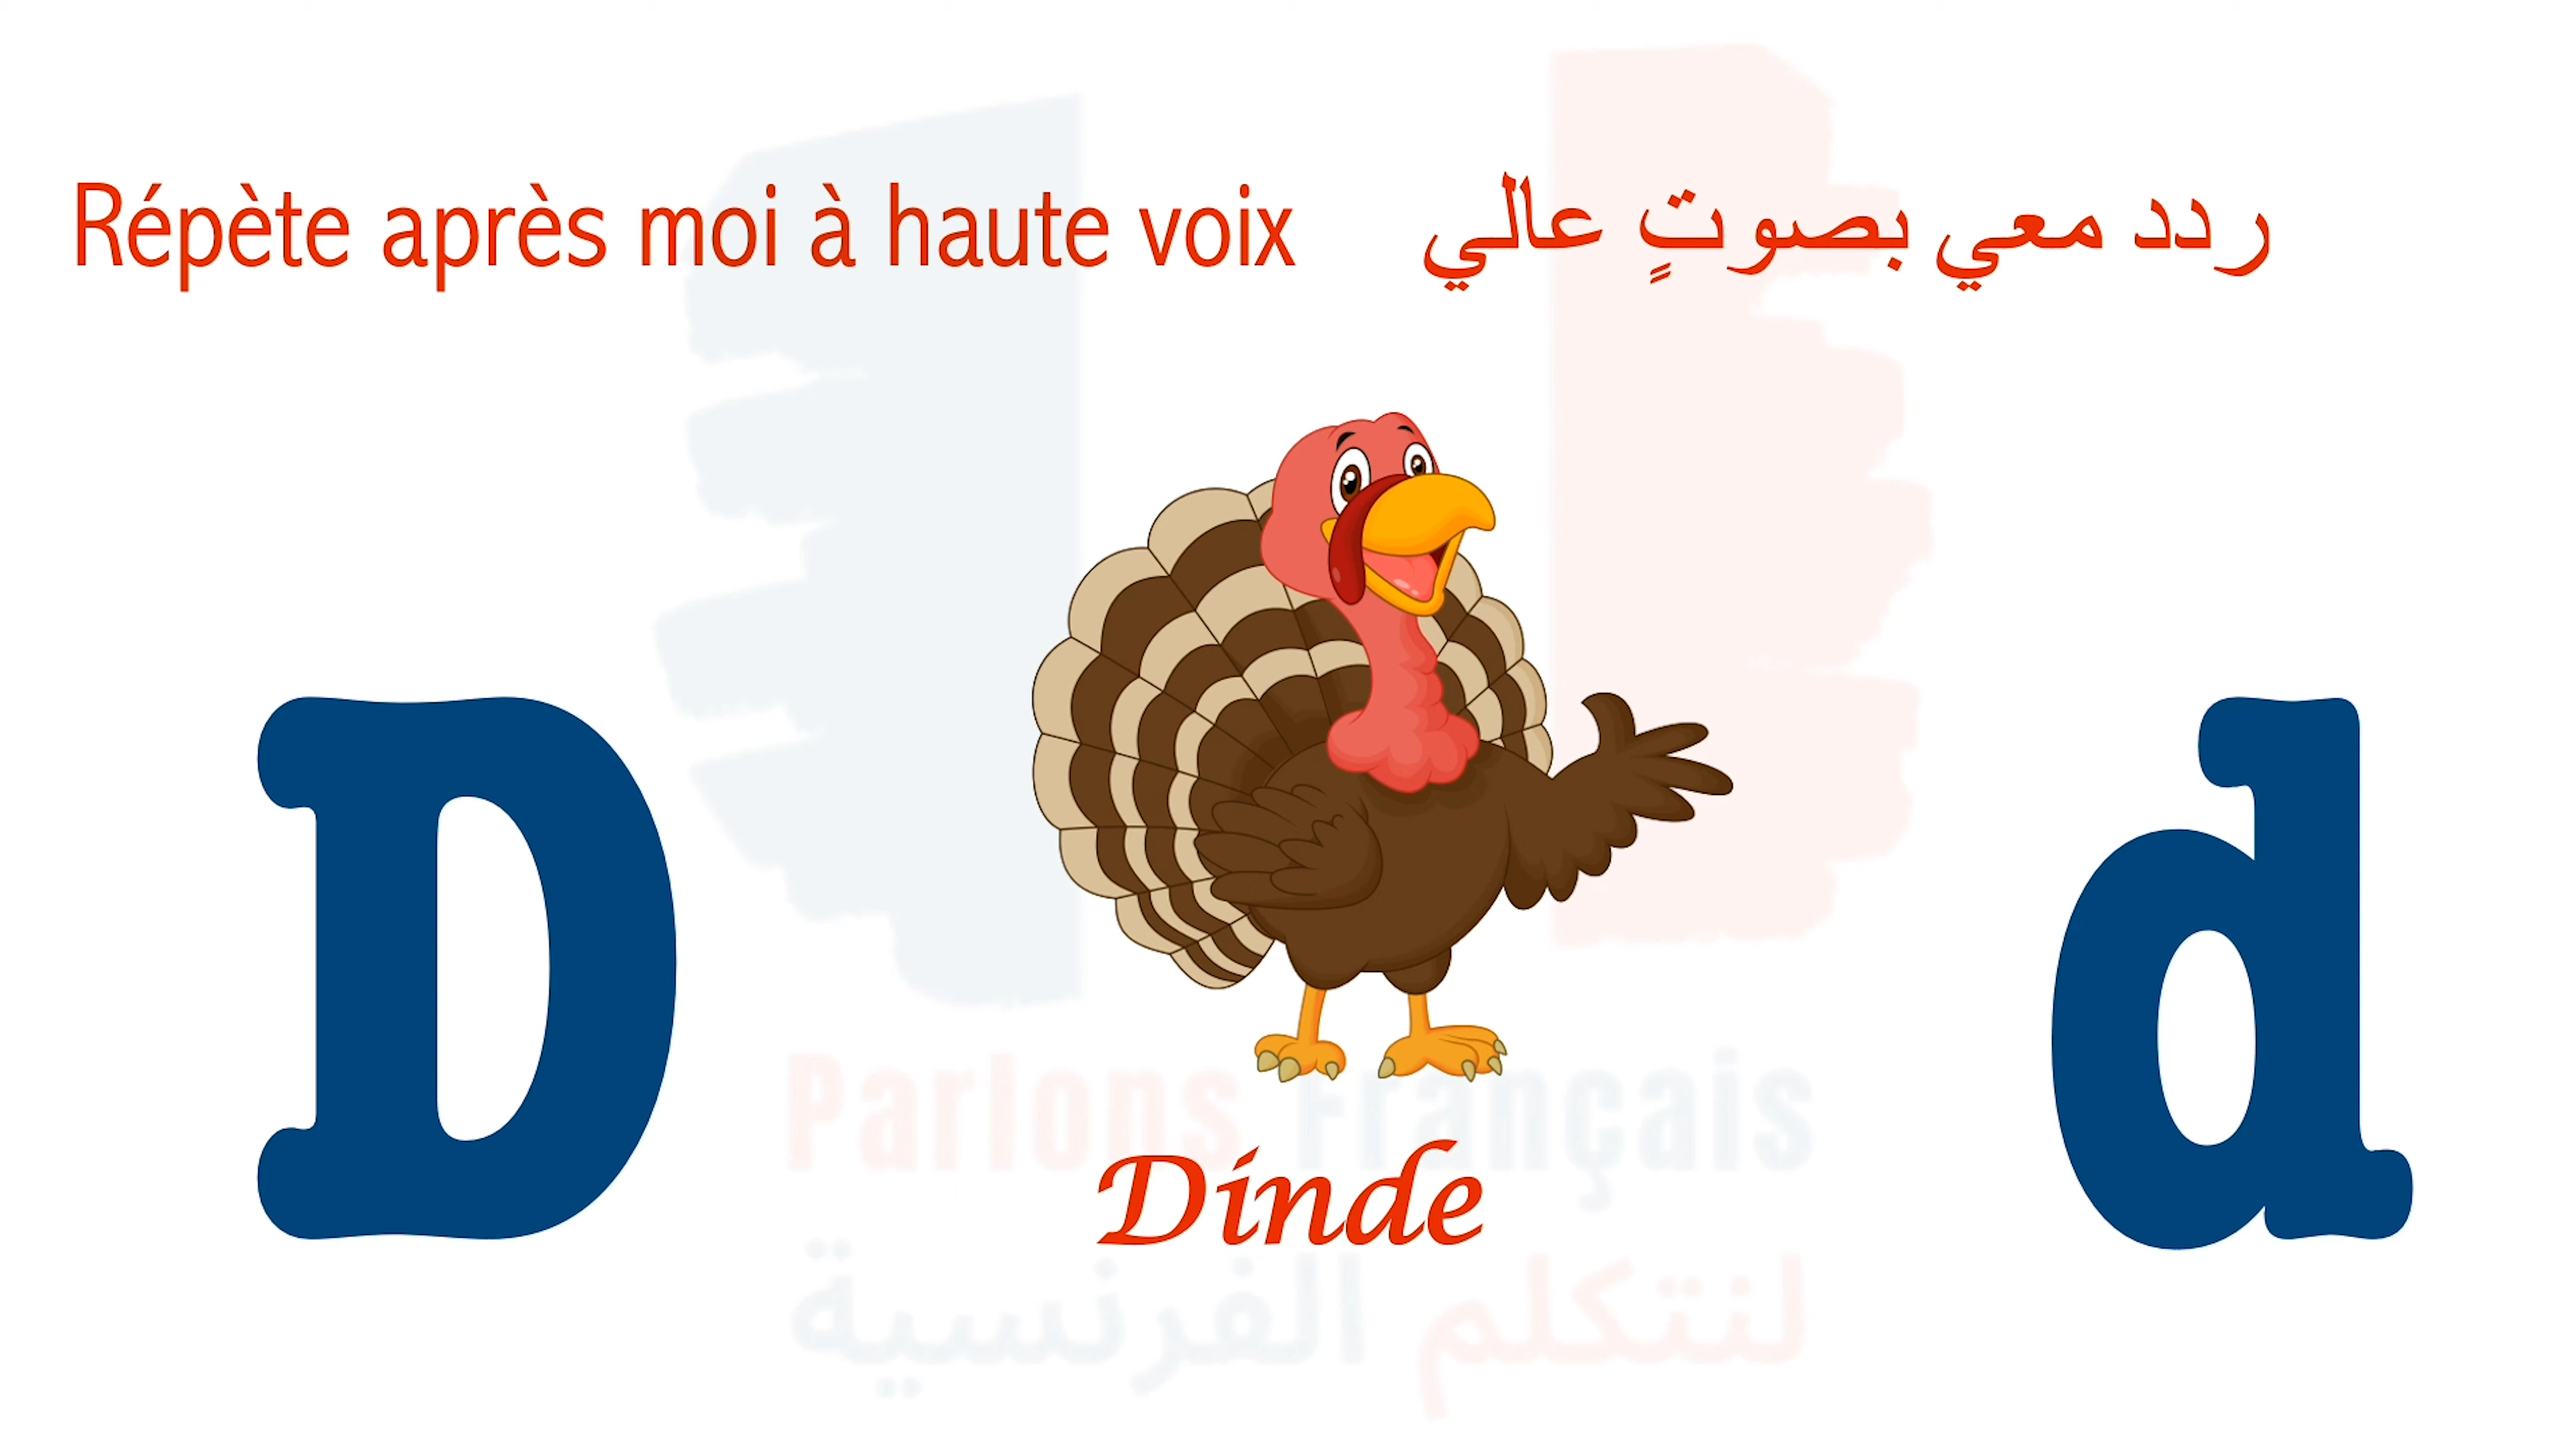 Répète après moi à haute voix
ردد معي بصوتٍ عالي
D
d
Dinde
Parlons Français
لنتكلم الفرنسية